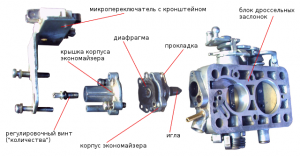 микропереключатель с кронштейном
блок дроссельных
заслонок
диафрагма
крышка корпуса
экономайзера
прокладка
регулировочный винт
("количества")
игла
корпус экономайзера